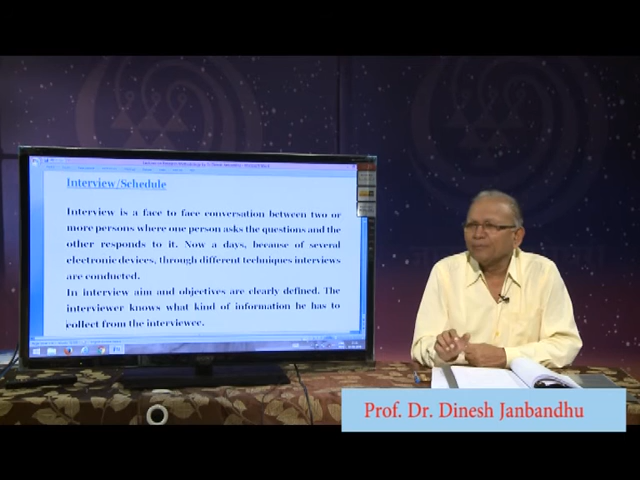 Interview/Schedule
Interview is a face to face conversation between two or
more persons where one person asks the questions and the
other responds to it. Now a days, because of several
electronic devices, through different techniques interviews
are conducted.
In interview aim and objectives are clearly defined. The
interviewer knows what kind of information he has to
collect from the interviewee.
Prof. Dr. Dinesh Janbandhu